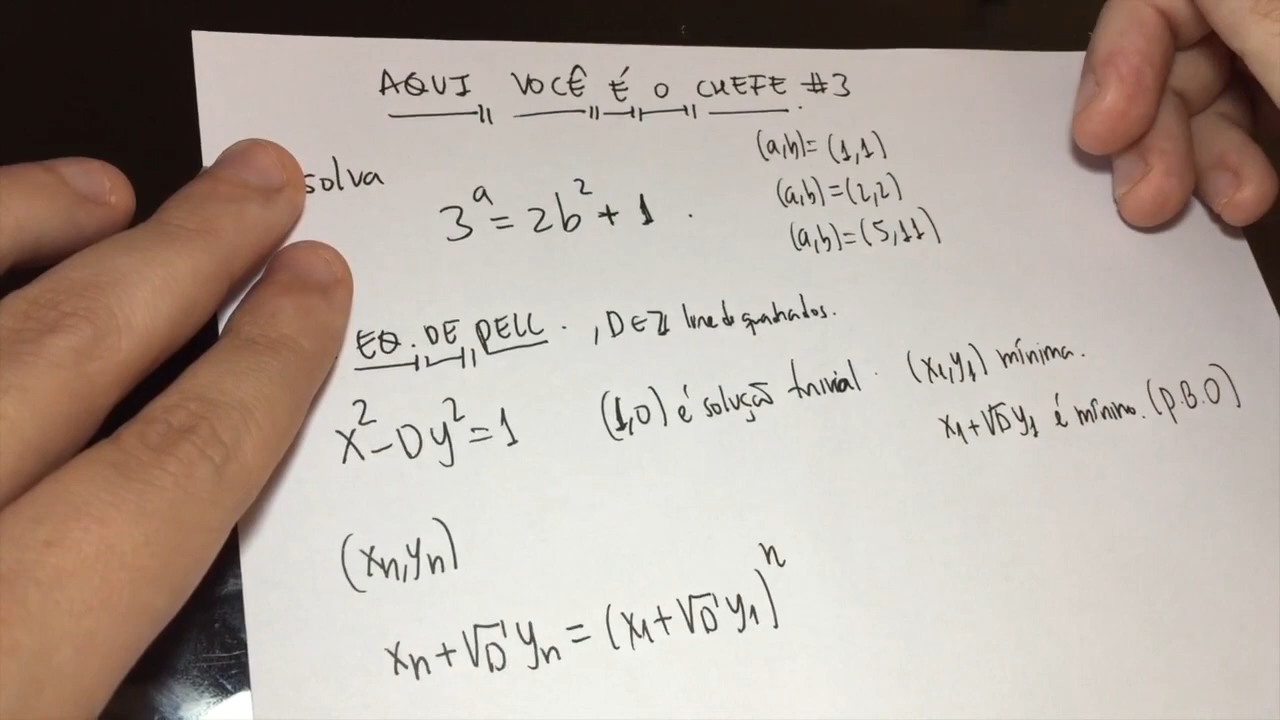 AQUI VOCÊ É O CHEFE #3
solva
3^a = 2b^2 + 1 .
(a,b)= (1,1)
(a,b)=(2,2)
(a,b)=(5,11)
EQ. DE PELL . , D ∈ ℤ livre de quadrados.
x^2 - Dy^2 = 1
(1,0) é solução trivial . (x1,y1) mínima.
x1 + √D y1 é mínimo. (P.B.O)
(xn,yn)
xn + √D yn = (x1 + √D y1)^n